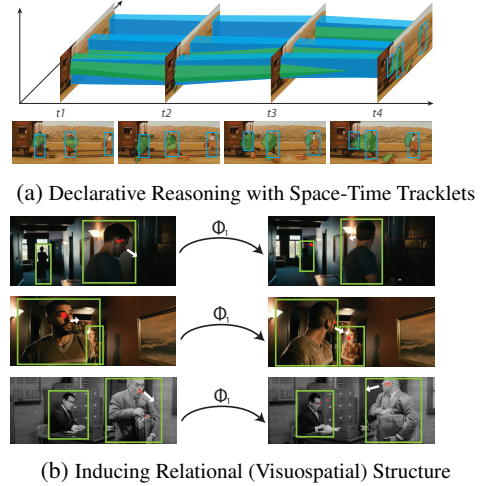 t1 t2 t3 t4
(a) Declarative Reasoning with Space-Time Tracklets
Φ1
Φ1
Φ1
(b) Inducing Relational (Visuospatial) Structure